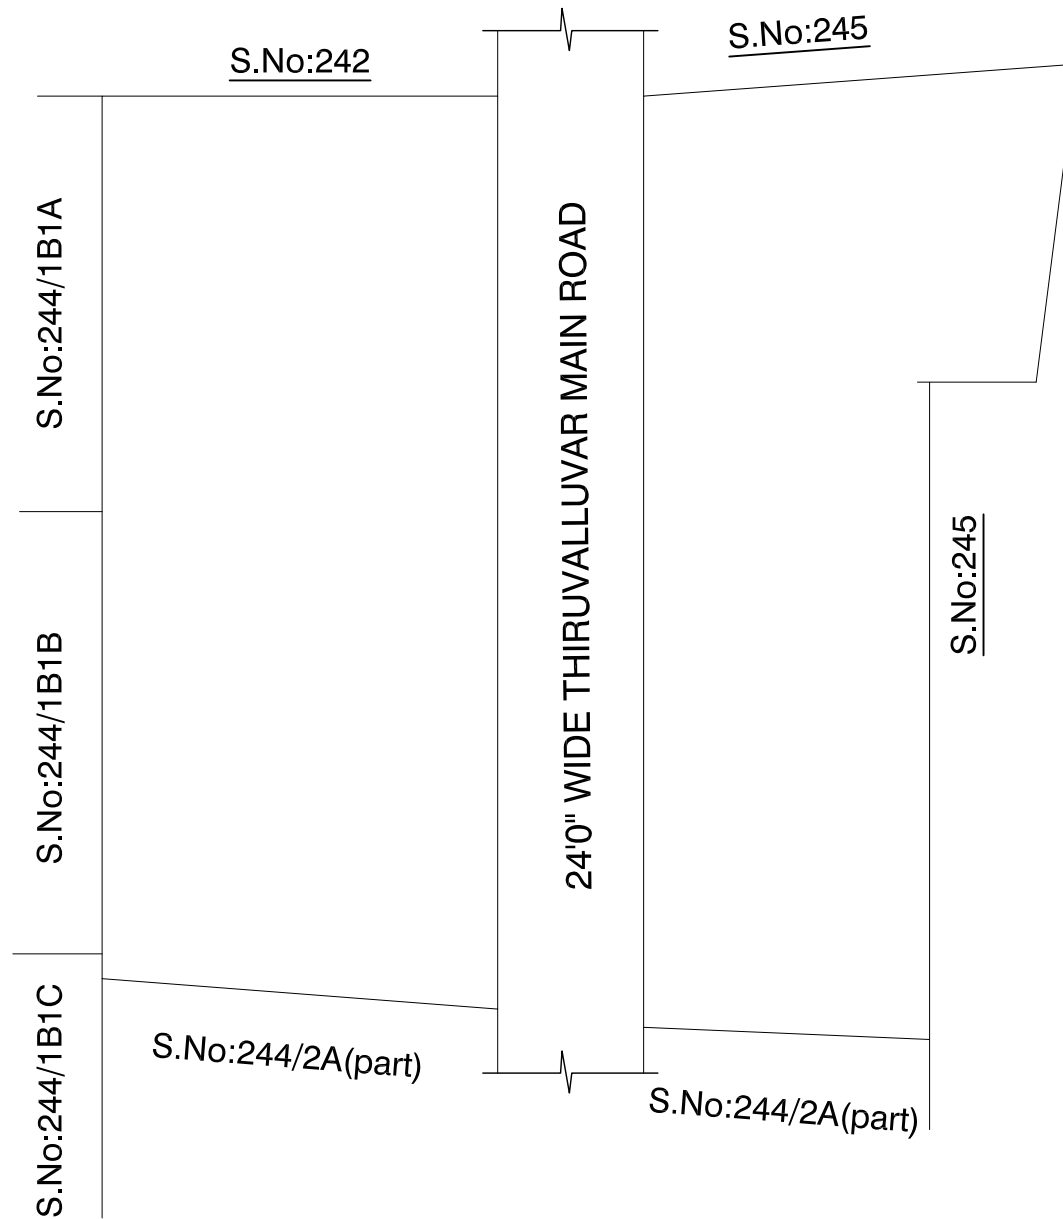 S.No:242
S.No:245
S.No:244/1B1A
24'0" WIDE THIRUVALLUVAR MAIN ROAD
S.No:245
S.No:244/1B1B
S.No:244/1B1C
S.No:244/2A(part)
S.No:244/2A(part)